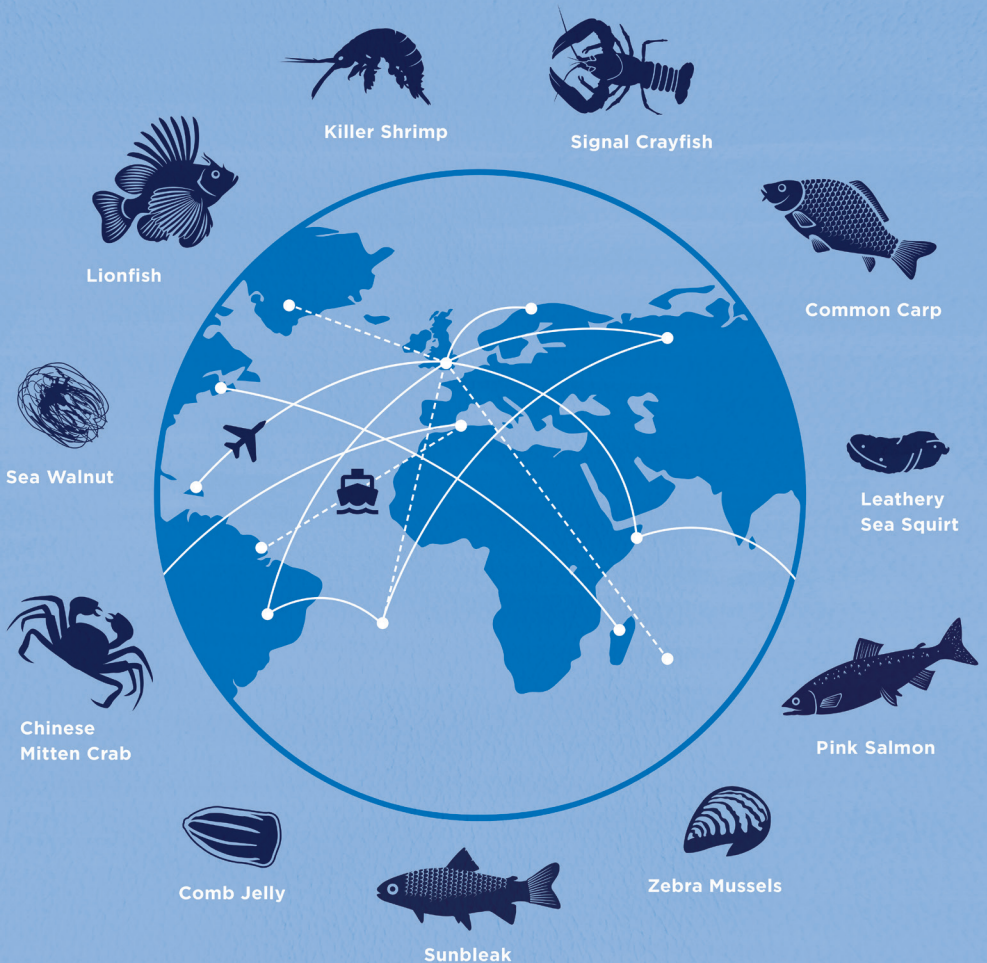 Killer Shrimp
Signal Crayfish
Lionfish
Common Carp
Sea Walnut
Leathery
Sea Squirt
Chinese
Mitten Crab
Pink Salmon
Comb Jelly
Zebra Mussels
Sunbleak